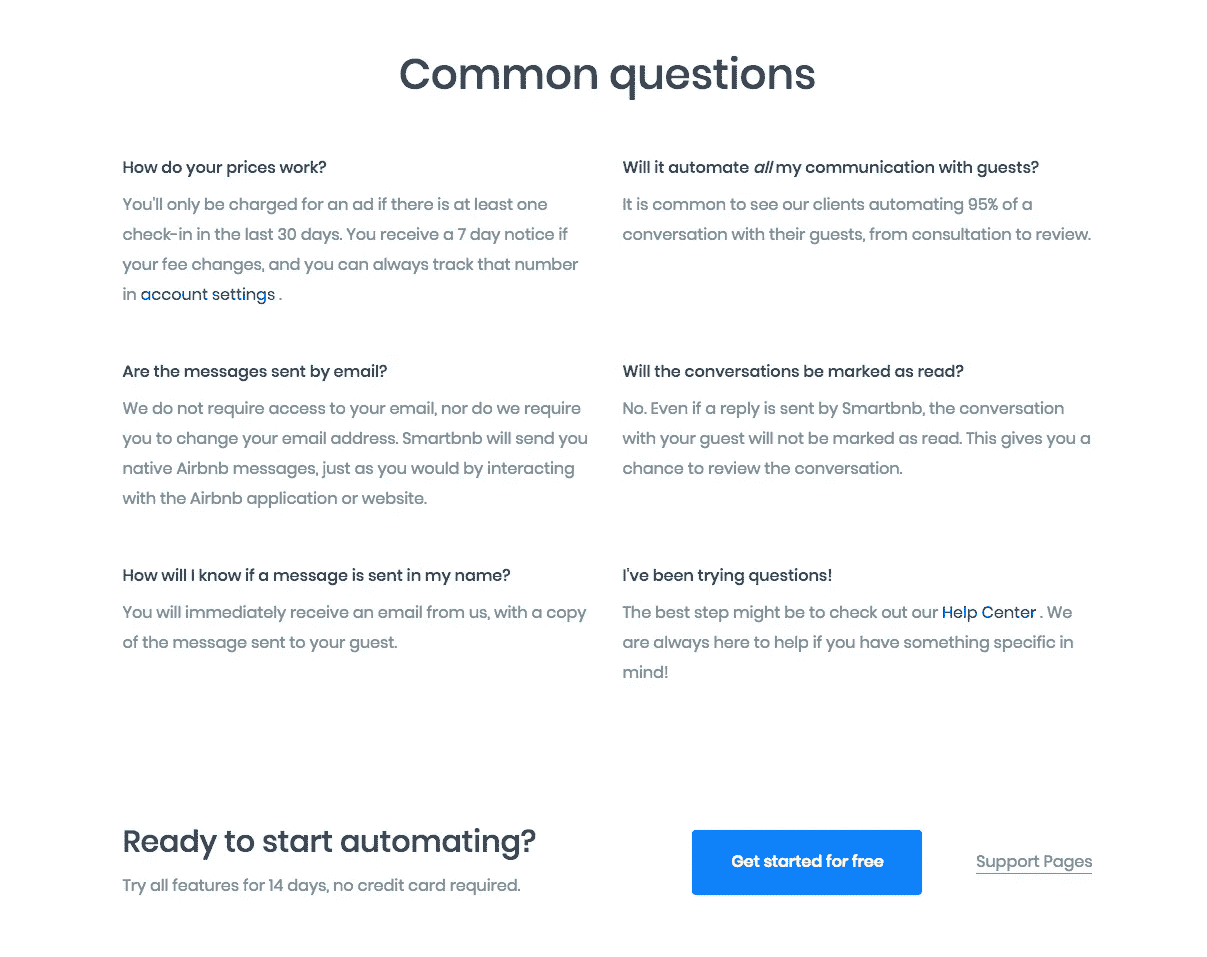 Common questions
How do your prices work?
You'll only be charged for an ad if there is at least one
check-in in the last 30 days. You receive a 7 day notice if
your fee changes, and you can always track that number
in account settings .
Will it automate all my communication with guests?
It is common to see our clients automating 95% of a
conversation with their guests, from consultation to review.
Are the messages sent by email?
We do not require access to your email, nor do we require
you to change your email address. Smartbnb will send you
native Airbnb messages, just as you would by interacting
with the Airbnb application or website.
Will the conversations be marked as read?
No. Even if a reply is sent by Smartbnb, the conversation
with your guest will not be marked as read. This gives you a
chance to review the conversation.
How will I know if a message is sent in my name?
You will immediately receive an email from us, with a copy
of the message sent to your guest.
I've been trying questions!
The best step might be to check out our Help Center . We
are always here to help if you have something specific in
mind!
Ready to start automating?
Try all features for 14 days, no credit card required.
Get started for free
Support Pages